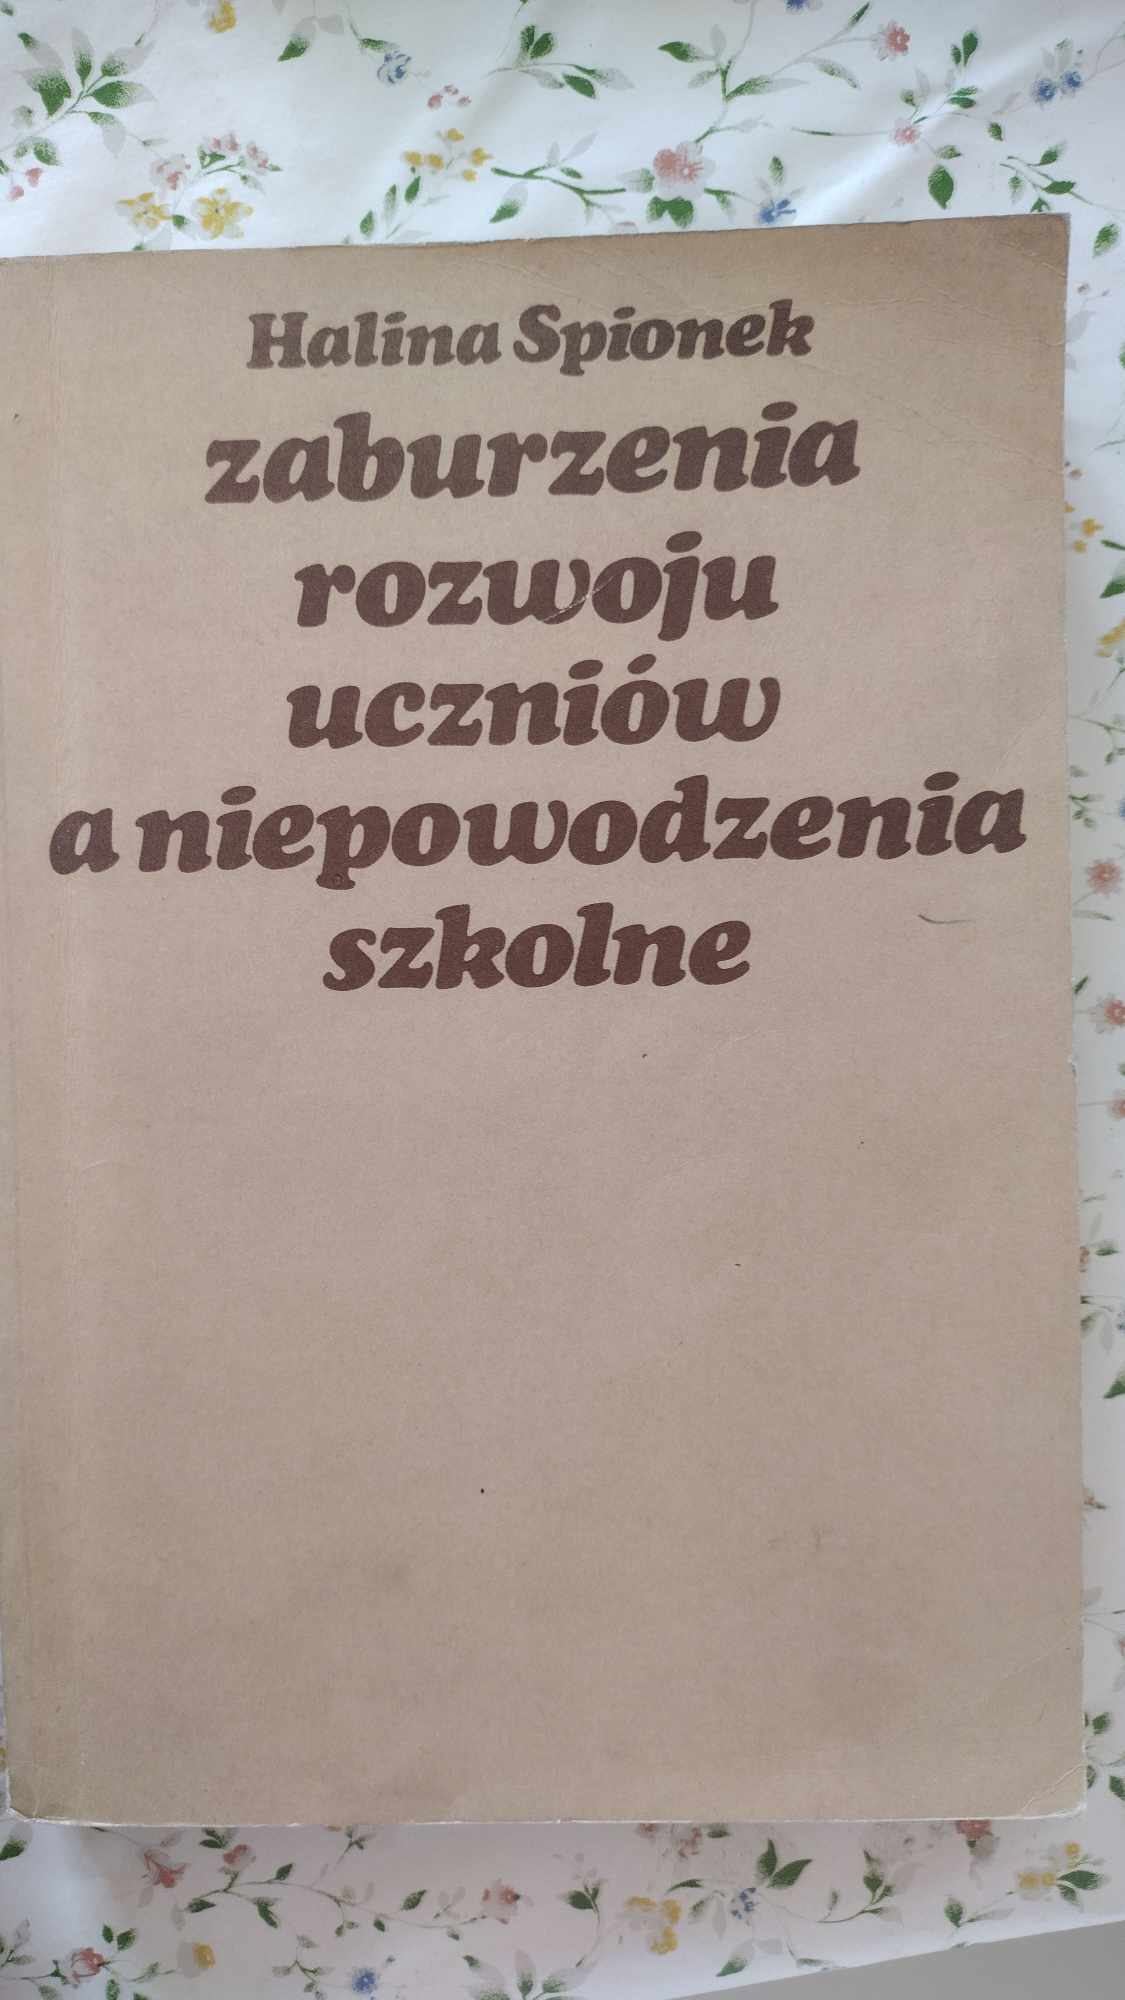 Halina Spionek
zaburzenia
rozwoju
uczniów
a niepowodzenia
szkolne